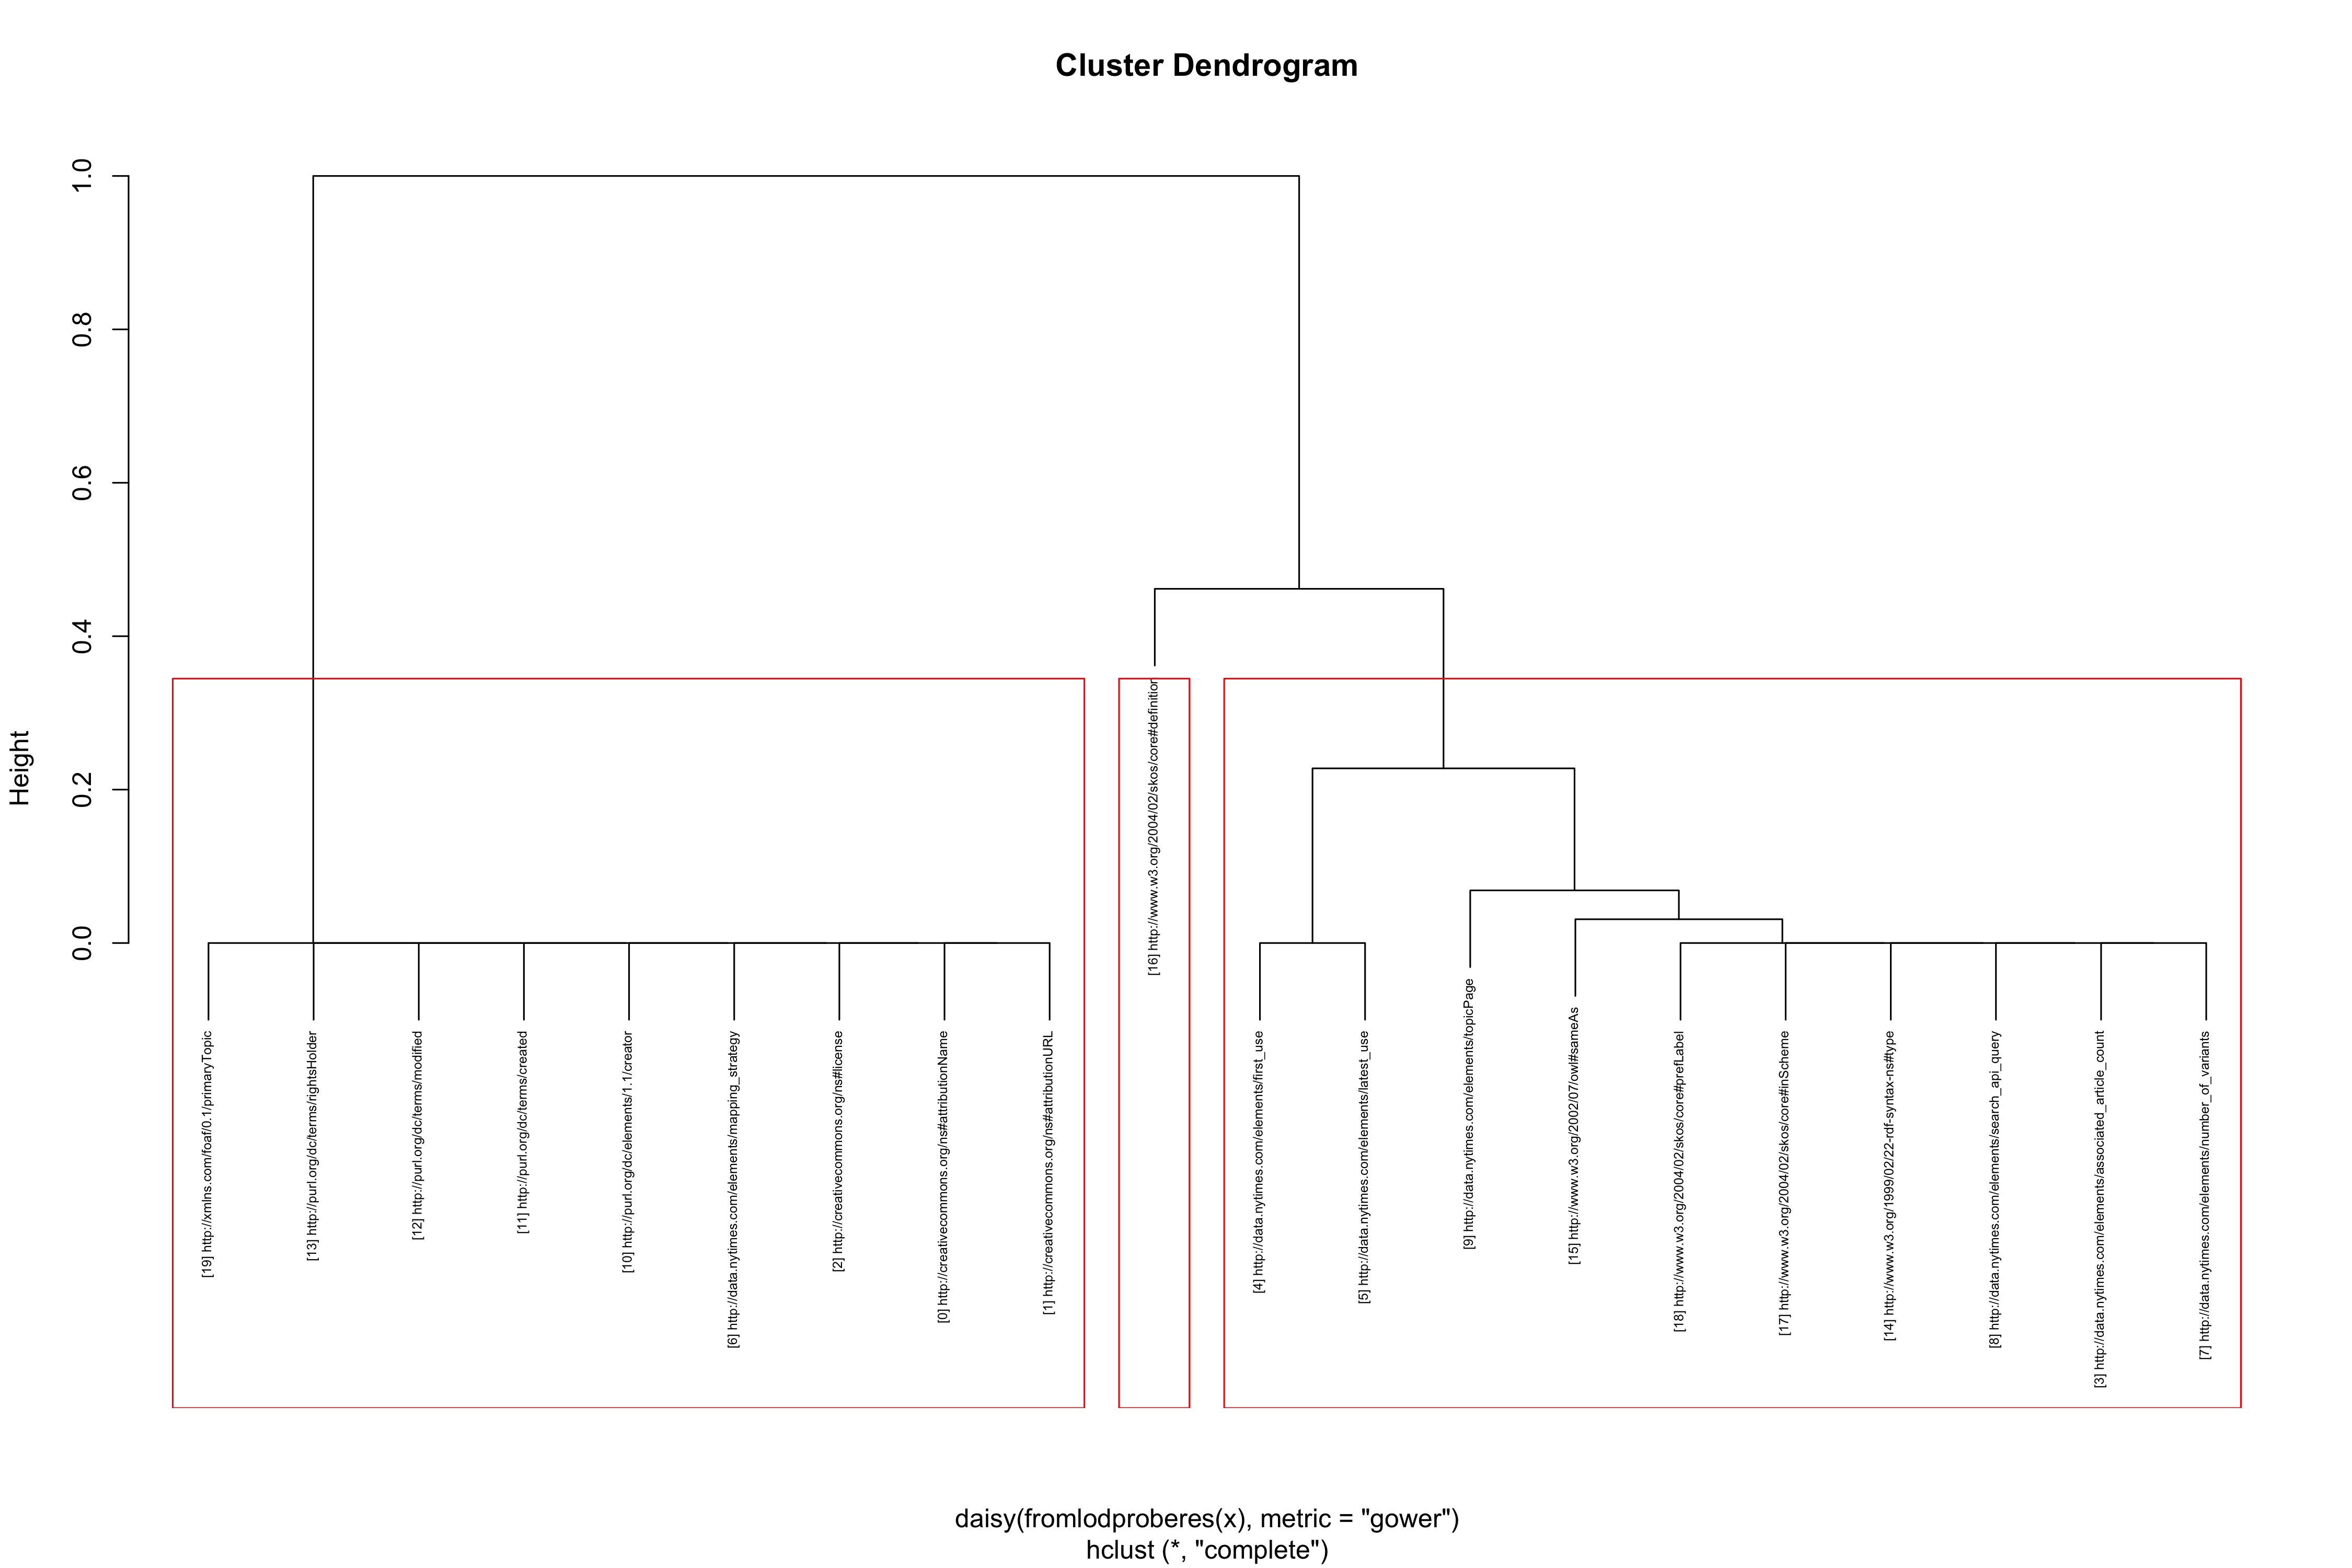 Cluster Dendrogram
Height
1.0
0.8
0.6
0.4
0.2
0.0
[19] http://xmlns.com/foaf/0.1/primaryTopic
[13] http://purl.org/dc/terms/rightsHolder
[12] http://purl.org/dc/terms/modified
[11] http://purl.org/dc/terms/created
[10] http://purl.org/dc/elements/1.1/creator
[6] http://data.nytimes.com/elements/mapping_strategy
[2] http://creativecommons.org/ns#license
[0] http://creativecommons.org/ns#attributionName
[1] http://creativecommons.org/ns#attributionURL
[16] http://www.w3.org/2004/02/skos/core#definition
[4] http://data.nytimes.com/elements/first_use
[5] http://data.nytimes.com/elements/latest_use
[9] http://data.nytimes.com/elements/topicPage
[15] http://www.w3.org/2002/07/owl#sameAs
[18] http://www.w3.org/2004/02/skos/core#prefLabel
[17] http://www.w3.org/2004/02/skos/core#inScheme
[14] http://www.w3.org/1999/02/22-rdf-syntax-ns#type
[8] http://data.nytimes.com/elements/search_api_query
[3] http://data.nytimes.com/elements/associated_article_count
[7] http://data.nytimes.com/elements/number_of_variants
daisy(fromlodproberes(x), metric = "gower")
hclust (*, "complete")